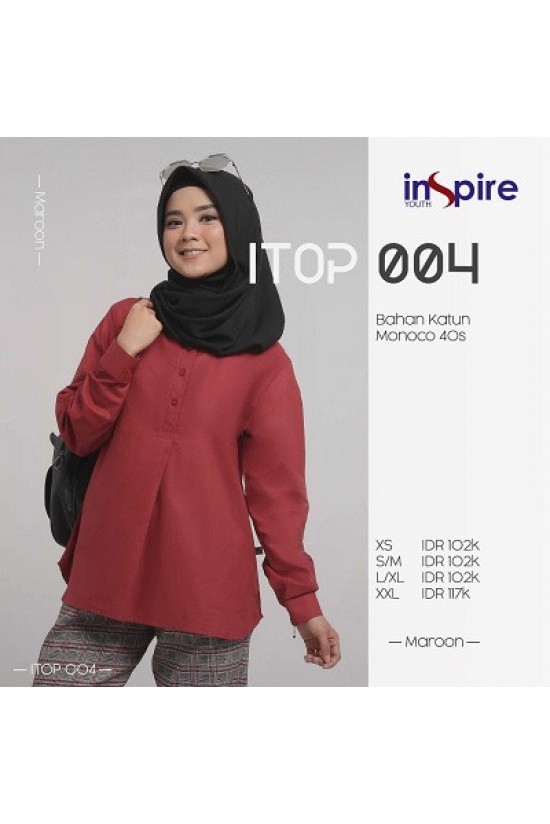 — Maroon —
inSpire
YOUTH
ITOP 004
Bahan Katun
Monoco 40s
XS IDR 102k
S/M IDR 102k
L/XL IDR 102k
XXL IDR 117k
— Maroon —
— ITOP 004 —